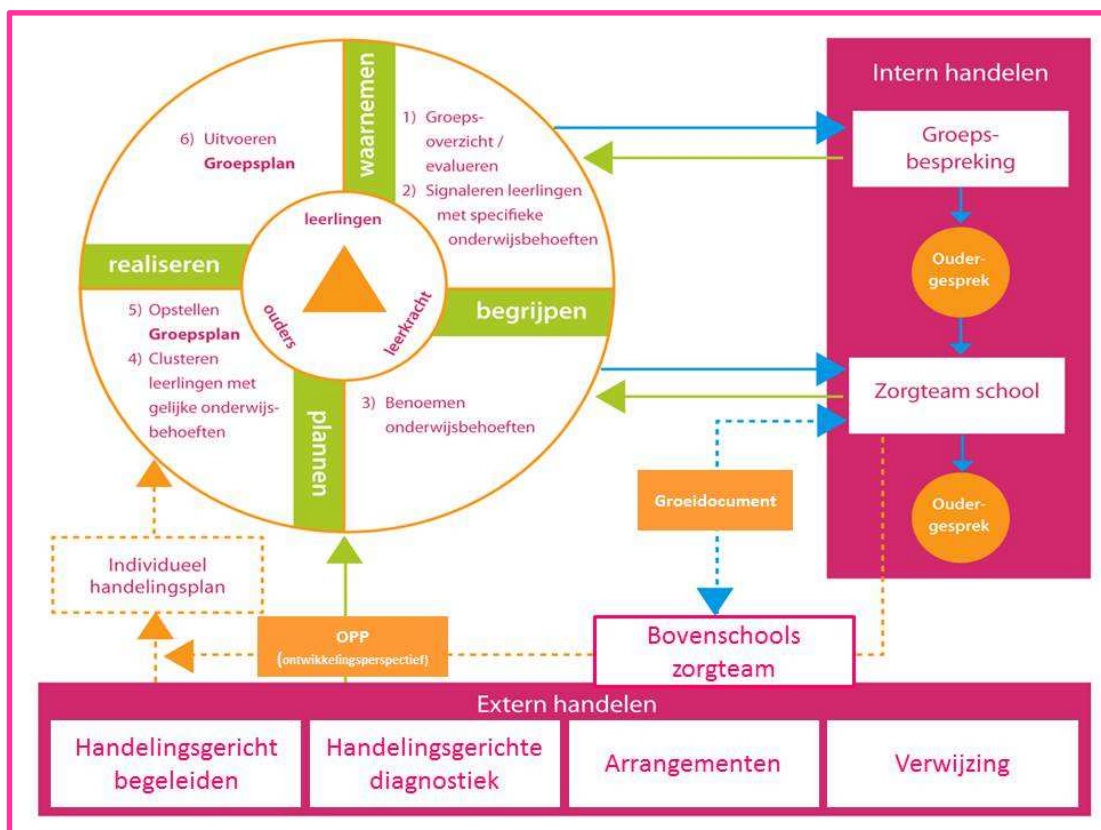 waarnemen
1) Groeps-
overzicht /
evalueren
2) Signaleren leerlingen
met specifieke
onderwijsbehoeften
begrijpen
3) Benoemen
onderwijsbehoeften
plannen
5) Opstellen
Groepsplan
4) Clusteren
leerlingen met
gelijke onderwijs-
behoeften
realiseren
6) Uitvoeren
Groepsplan
leerlingen
ouders
leerkracht
Intern handelen
Groeps-
bespreking
Ouder-
gesprek
Zorgteam school
Ouder-
gesprek
Groeidocument
Individueel
handelingsplan
OPP
(ontwikkelingsperspectief)
Bovenschools
zorgteam
Extern handelen
Handelingsgericht
begeleiden
Handelingsgerichte
diagnostiek
Arrangementen
Verwijzing